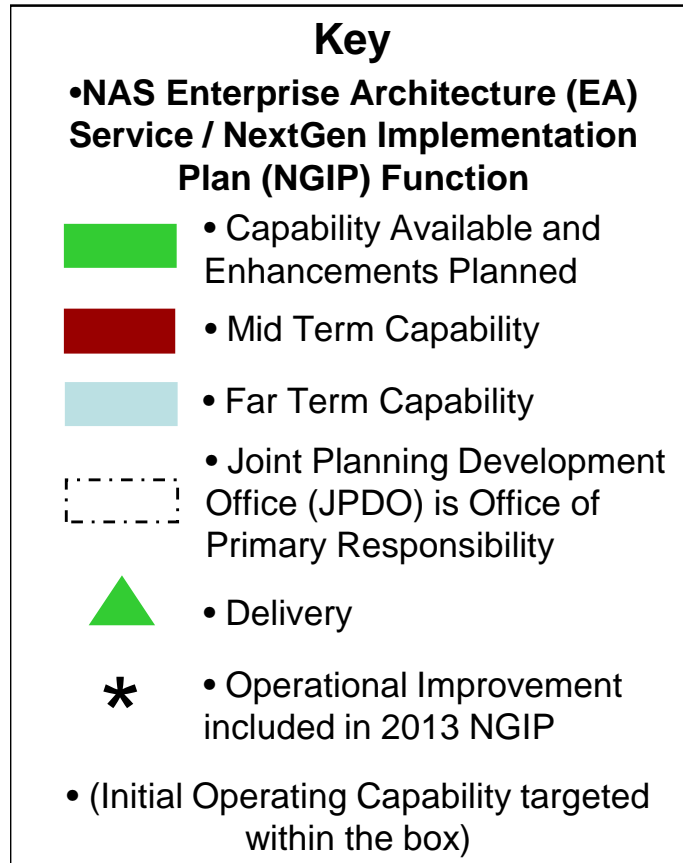 Key
•NAS Enterprise Architecture (EA)
Service / NextGen Implementation
Plan (NGIP) Function
• Capability Available and
Enhancements Planned
• Mid Term Capability
• Far Term Capability
• Joint Planning Development
Office (JPDO) is Office of
Primary Responsibility
• Delivery
* • Operational Improvement
included in 2013 NGIP
• (Initial Operating Capability targeted
within the box)